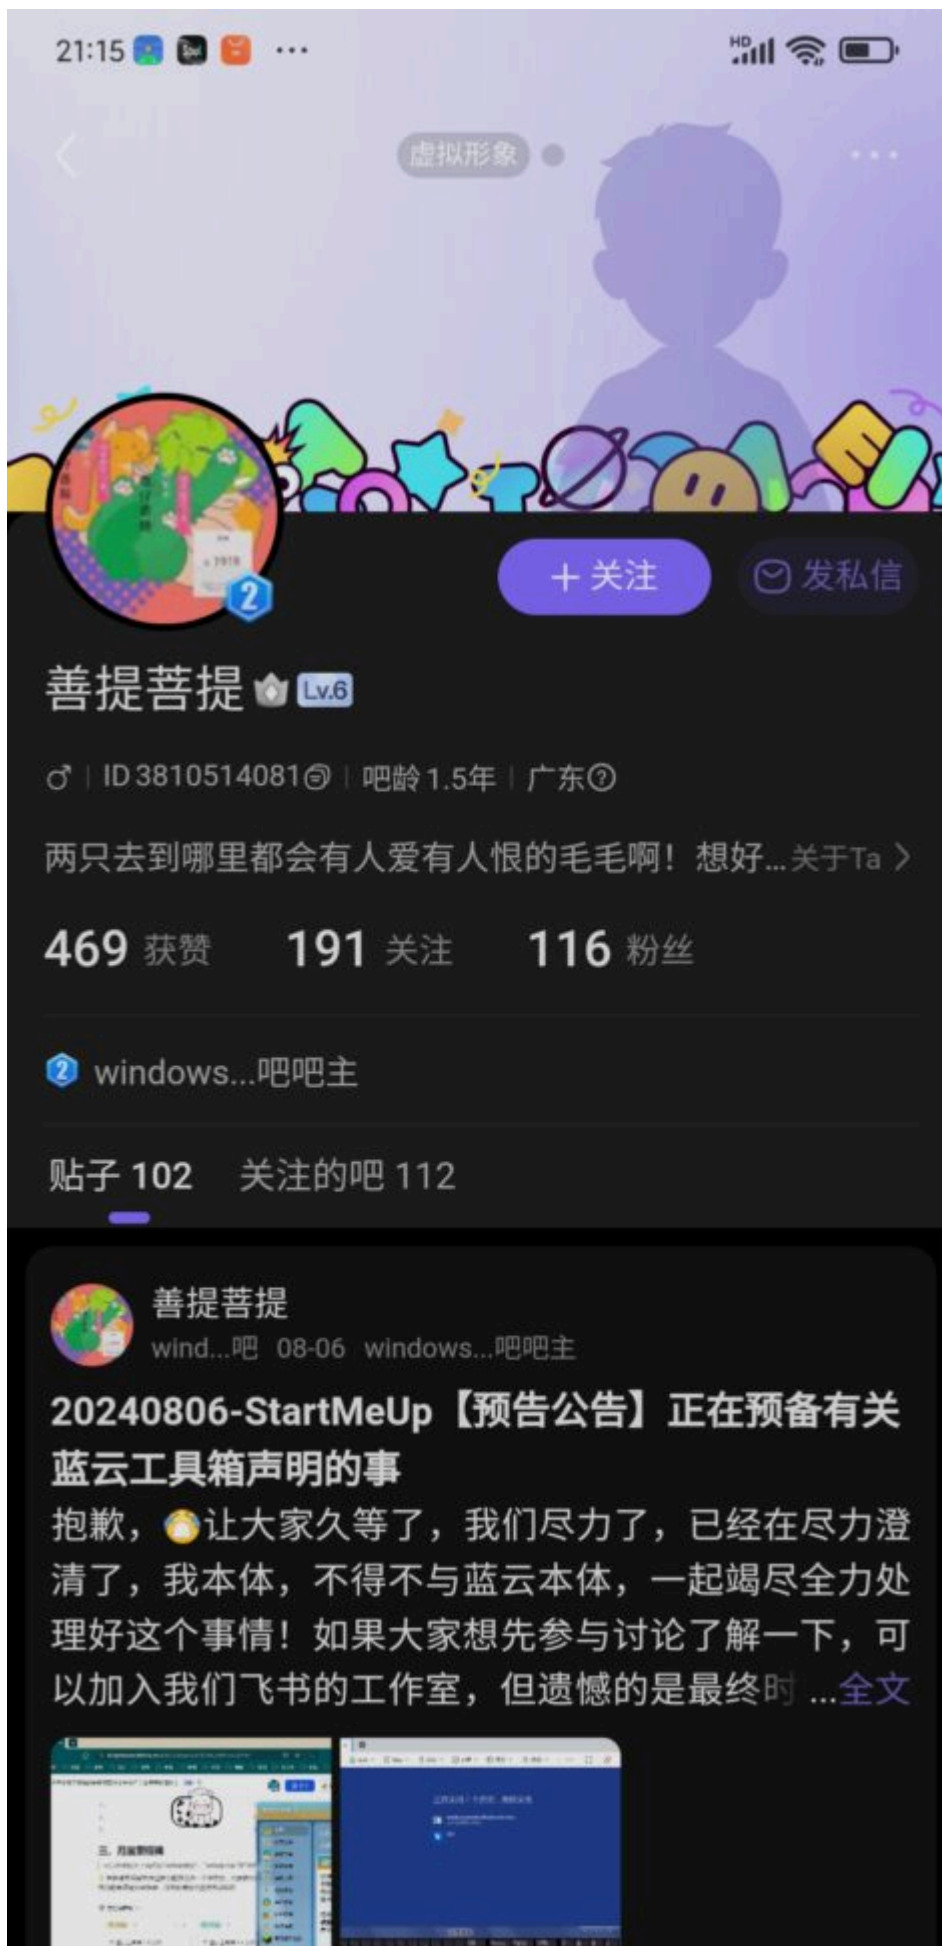 21:15
HD
虚拟形象
+关注
发私信
2
善提菩提 Lv.6
ID 3810514081 吧龄 1.5年 广东
两只去到哪里都会有人爱有人恨的毛毛啊！想好...关于Ta
469 获赞 191 关注 116 粉丝
2 windows...吧吧主
贴子 102 关注的吧 112
善提菩提
wind...吧 08-06 windows...吧吧主
20240806-StartMeUp【预告公告】正在预备有关
蓝云工具箱声明的事
抱歉，让大家久等了，我们尽力了，已经在尽力澄
清了，我本体，不得不与蓝云本体，一起竭尽全力处
理好这个事情！如果大家想先参与讨论了解一下，可
以加入我们飞书的工作室，但遗憾的是最终时...全文